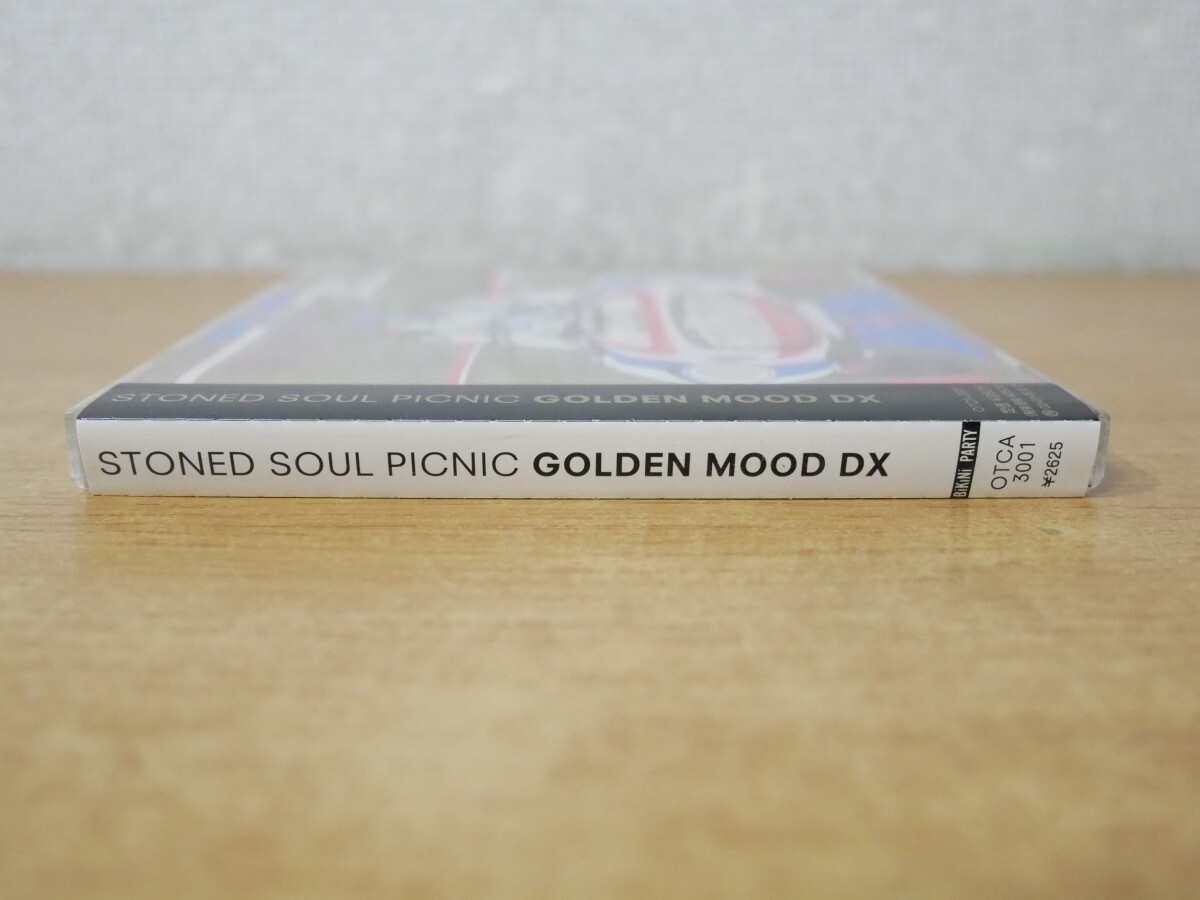 STONED SOUL PICNIC GOLDEN MOOD DX
STONED SOUL PICNIC GOLDEN MOOD DX
BiKiNi PARTY
OTCA
3001
¥2625